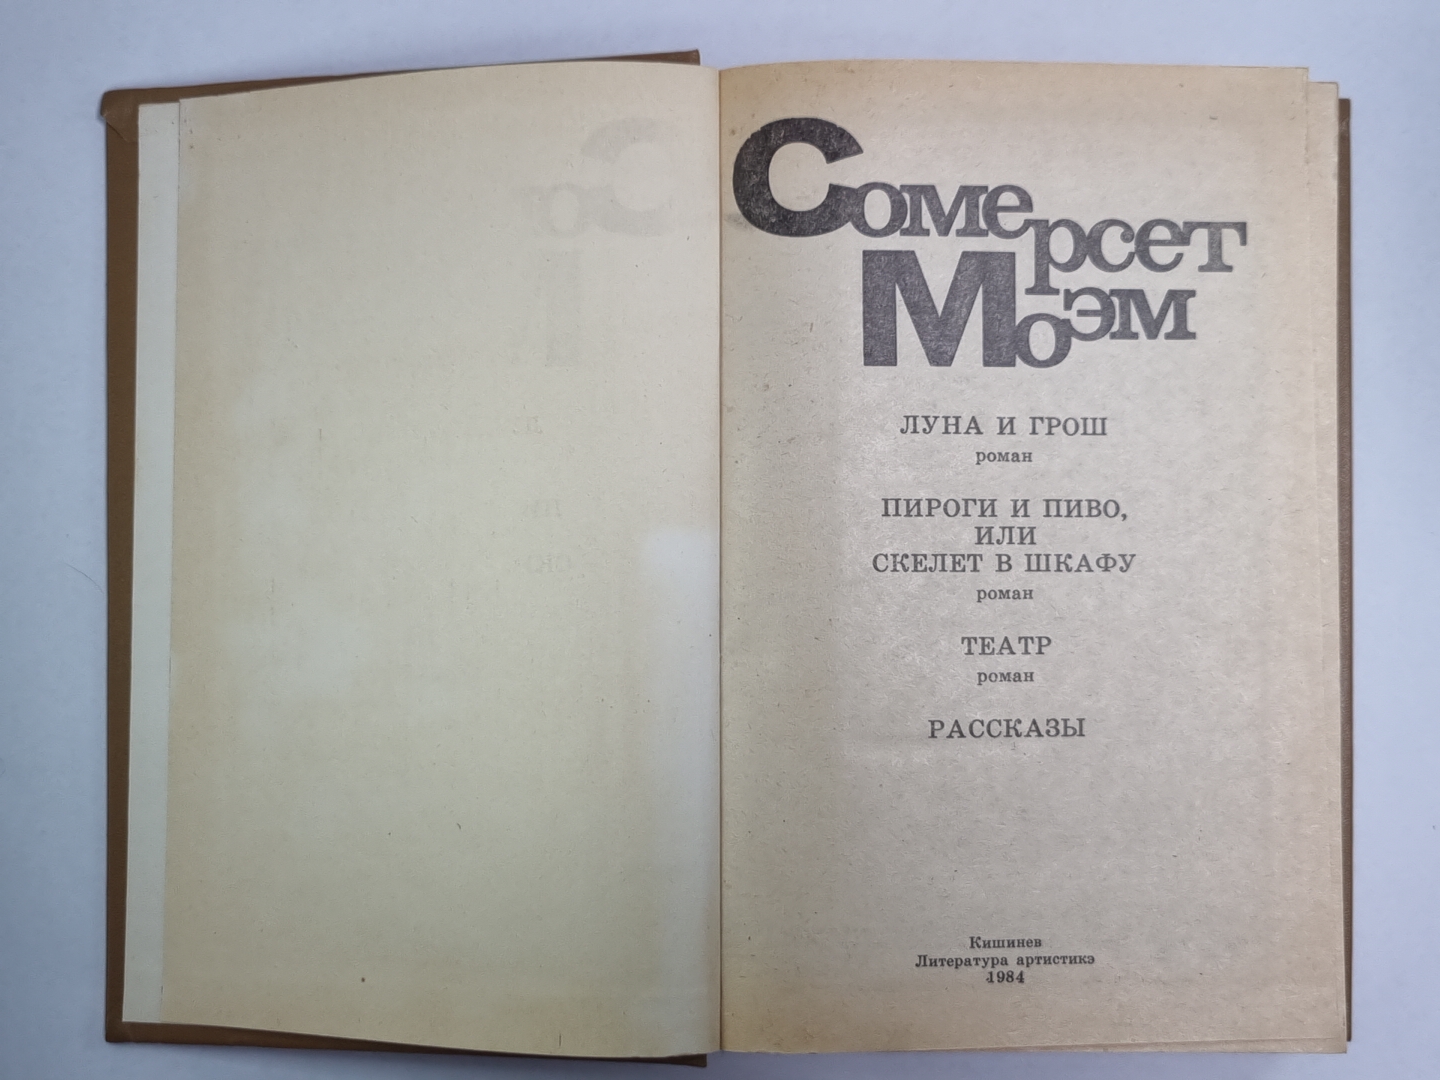 Сомерсет
Моэм
ЛУНА И ГРОШ
роман
ПИРОГИ И ПИВО,
ИЛИ
СКЕЛЕТ В ШКАФУ
роман
ТЕАТР
роман
РАССКАЗЫ
Кишинев
Литература артистикэ
1984